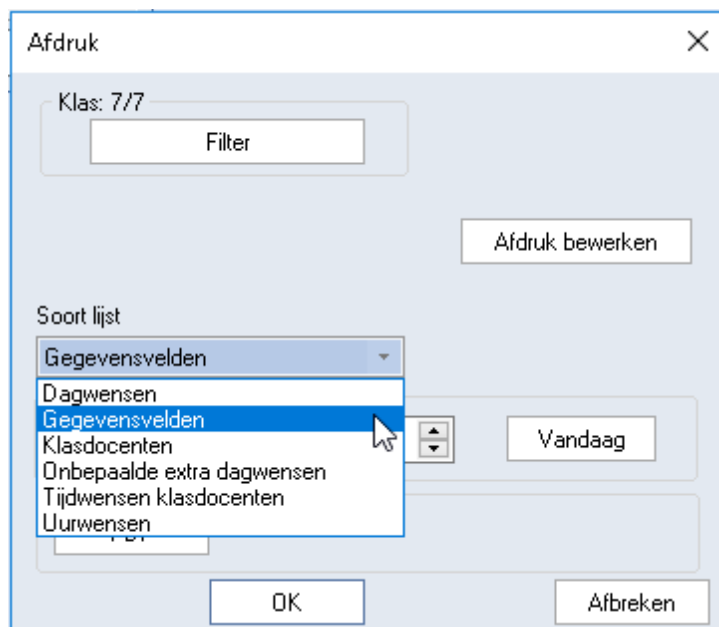 Afdruk
Klas: 7/7
Filter
Afdruk bewerken
Soort lijst
Gegevensvelden
Dagwensen
Gegevensvelden
Klasdocenten
Vandaag
Onbepaalde extra dagwensen
Tijdwensen klasdocenten
Uurwensen
OK
Afbreken